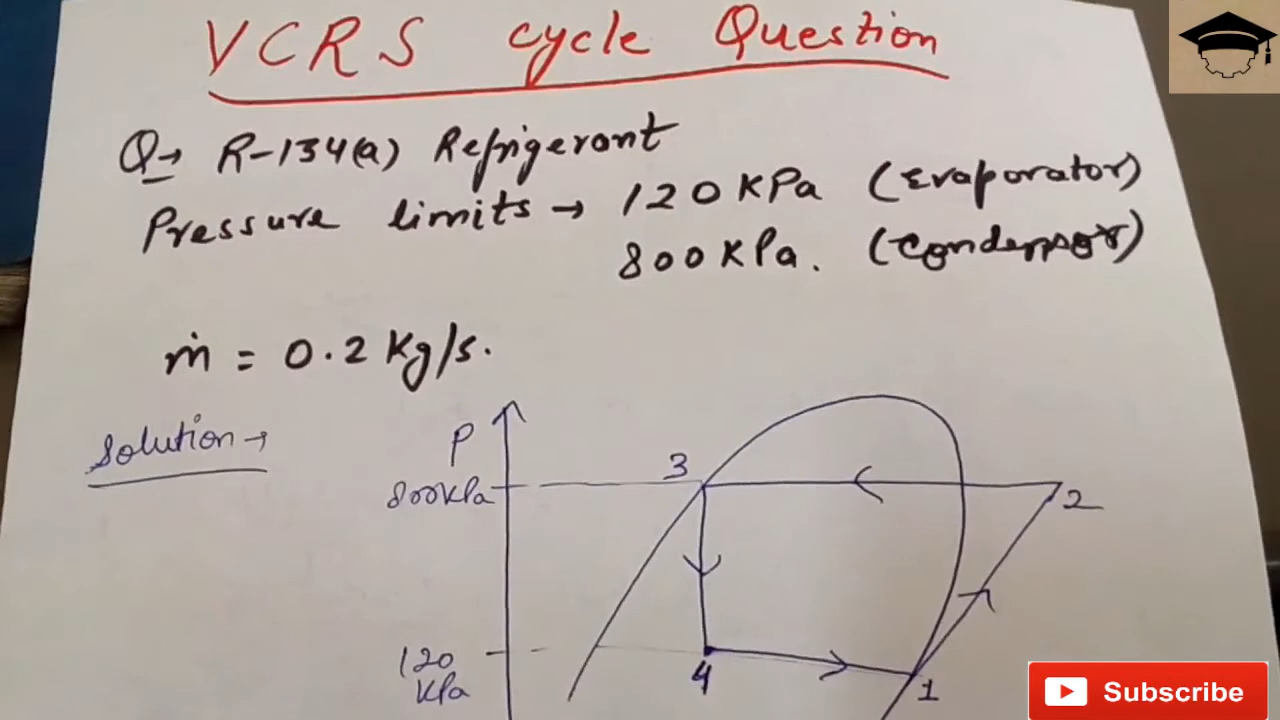 VCRS cycle Question
Q→ R-134(a) Refrigerant
Pressure limits → 120 KPa (Evaporator)
800 KPa. (Condensor)
ṁ = 0.2 Kg/s.
Solution →
P
800KPa
3
2
120
KPa
4
1
Subscribe